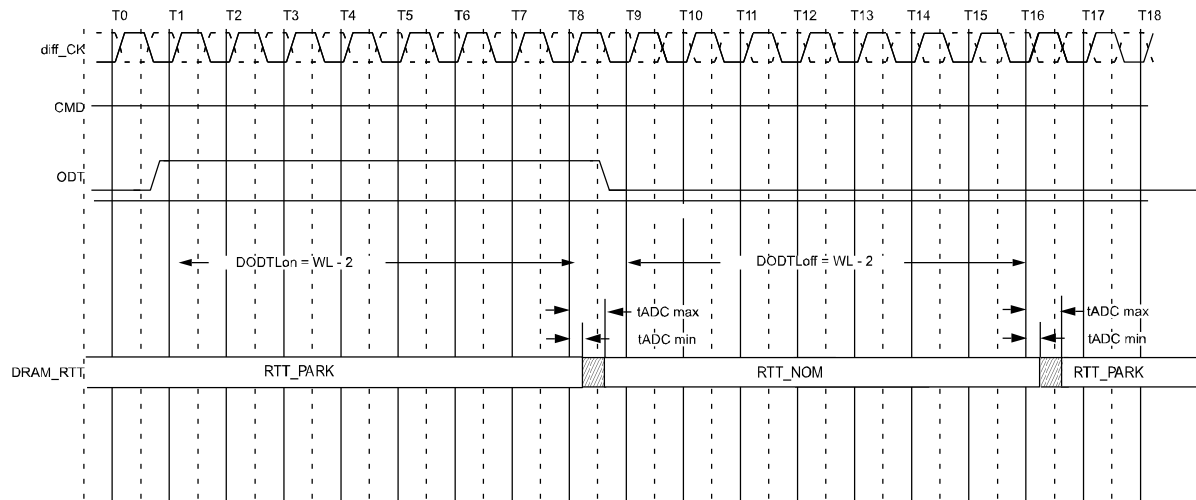 T0 T1 T2 T3 T4 T5 T6 T7 T8 T9 T10 T11 T12 T13 T14 T15 T16 T17 T18
diff_CK
CMD
ODT
DODTLon = WL - 2 DODTLoff = WL - 2
tADC max tADC max
tADC min tADC min
DRAM_RTT RTT_PARK RTT_NOM RTT_PARK